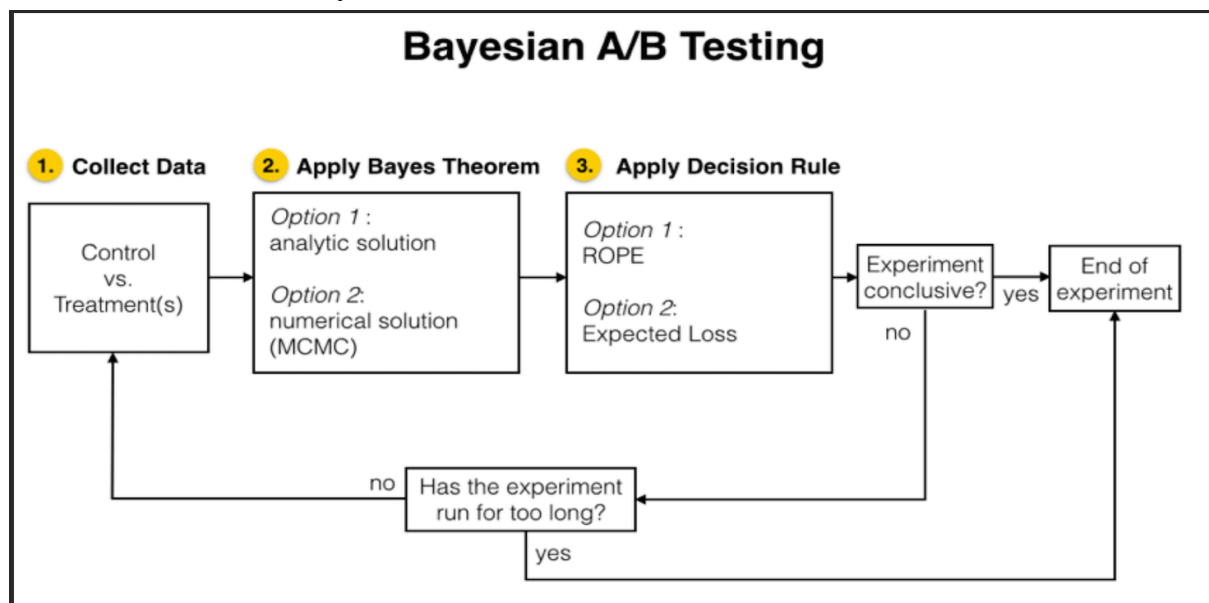 Bayesian A/B Testing
1. Collect Data
2. Apply Bayes Theorem
3. Apply Decision Rule
Control
vs.
Treatment(s)
Option 1 :
analytic solution
Option 2:
numerical solution
(MCMC)
Option 1 :
ROPE
Option 2:
Expected Loss
Experiment
conclusive?
yes
End of
experiment
no
no
Has the experiment
run for too long?
yes